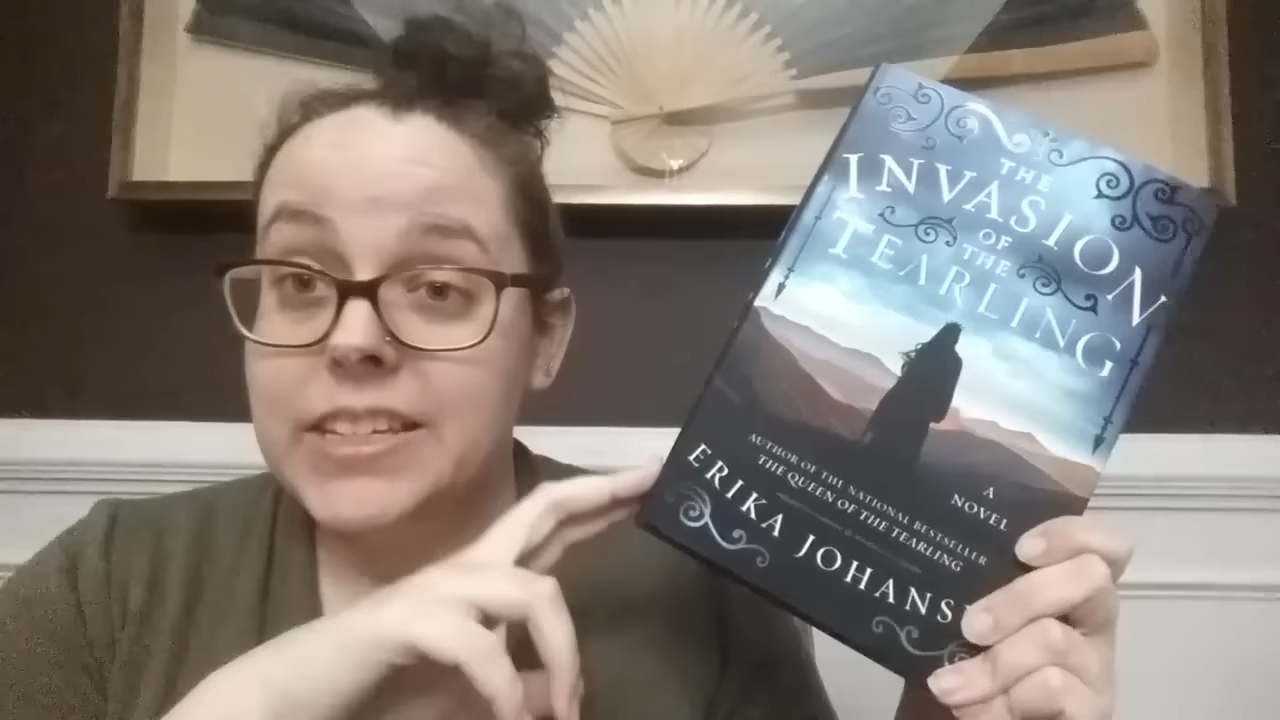 THE
INVASION
OF THE
TEARLING
A
NOVEL
AUTHOR OF THE NATIONAL BESTSELLER
THE QUEEN OF THE TEARLING
ERIKA JOHANS